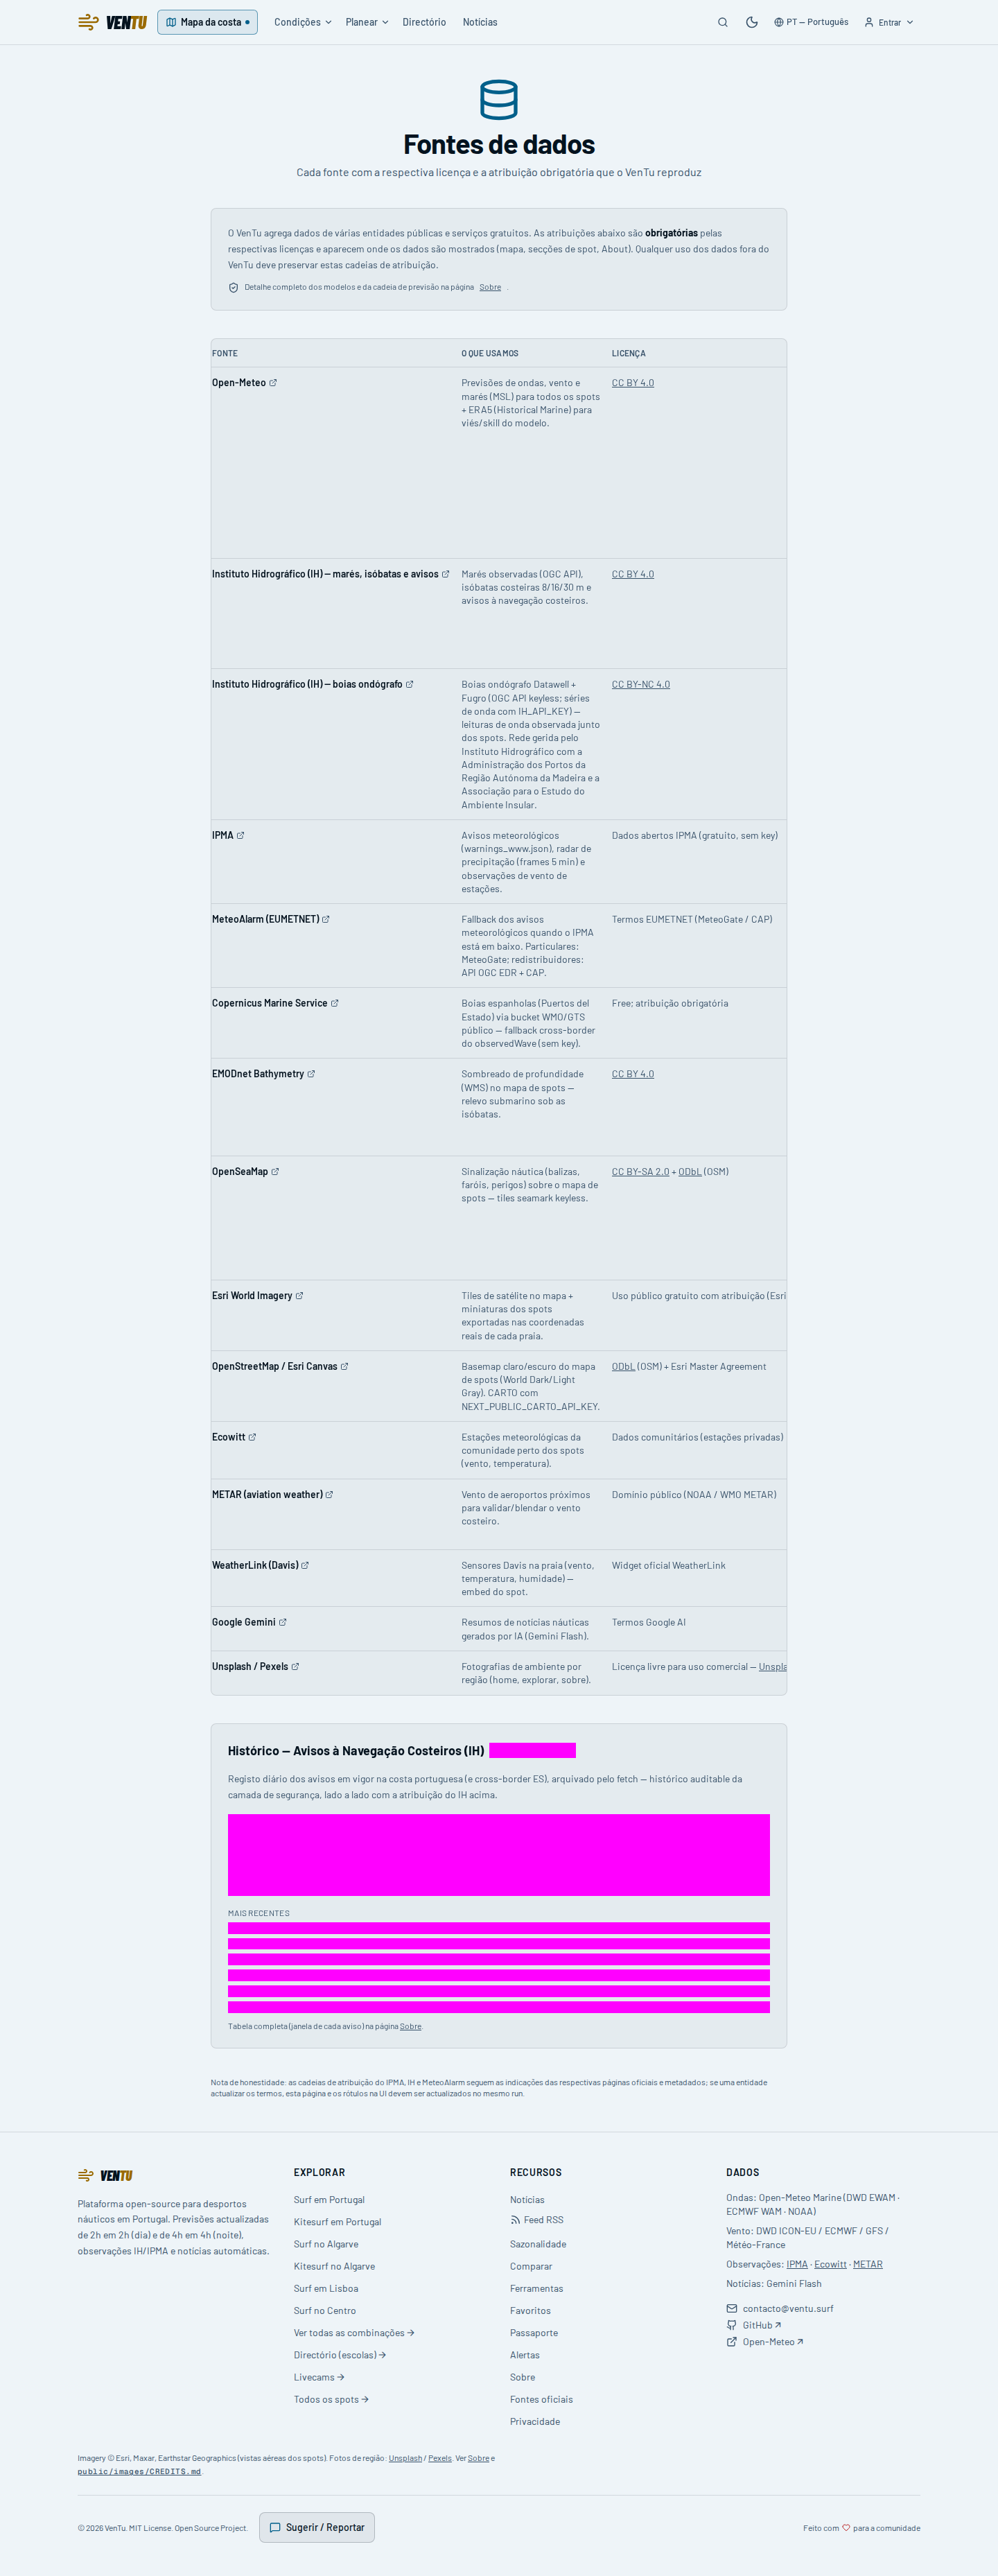 VENTU
Mapa da costa
Condições
Planear
Directório
Notícias
PT — Português
Entrar
Fontes de dados
Cada fonte com a respectiva licença e a atribuição obrigatória que o VenTu reproduz
O VenTu agrega dados de várias entidades públicas e serviços gratuitos. As atribuições abaixo são obrigatórias pelas
respectivas licenças e aparecem onde os dados são mostrados (mapa, secções de spot, About). Qualquer uso dos dados fora do
VenTu deve preservar estas cadeias de atribuição.
Detalhe completo dos modelos e da cadeia de previsão na página Sobre .
FONTE
O QUE USAMOS
LICENÇA
Open-Meteo
Previsões de ondas, vento e
marés (MSL) para todos os spots
+ ERA5 (Historical Marine) para
viés/skill do modelo.
CC BY 4.0
Instituto Hidrográfico (IH) — marés, isóbatas e avisos
Marés observadas (OGC API),
isóbatas costeiras 8/16/30 m e
avisos à navegação costeiros.
CC BY 4.0
Instituto Hidrográfico (IH) — boias ondógrafo
Boias ondógrafo Datawell +
Fugro (OGC API keyless; séries
de onda com IH_API_KEY) —
leituras de onda observada junto
dos spots. Rede gerida pelo
Instituto Hidrográfico com a
Administração dos Portos da
Região Autónoma da Madeira e a
Associação para o Estudo do
Ambiente Insular.
CC BY-NC 4.0
IPMA
Avisos meteorológicos
(warnings_www.json), radar de
precipitação (frames 5 min) e
observações de vento de
estações.
Dados abertos IPMA (gratuito, sem key)
MeteoAlarm (EUMETNET)
Fallback dos avisos
meteorológicos quando o IPMA
está em baixo. Particulares:
MeteoGate; redistribuidores:
API OGC EDR + CAP.
Termos EUMETNET (MeteoGate / CAP)
Copernicus Marine Service
Boias espanholas (Puertos del
Estado) via bucket WMO/GTS
público — fallback cross-border
do observedWave (sem key).
Free; atribuição obrigatória
EMODnet Bathymetry
Sombreado de profundidade
(WMS) no mapa de spots —
relevo submarino sob as
isóbatas.
CC BY 4.0
OpenSeaMap
Sinalização náutica (balizas,
faróis, perigos) sobre o mapa de
spots — tiles seamark keyless.
CC BY-SA 2.0 + ODbL (OSM)
Esri World Imagery
Tiles de satélite no mapa +
miniaturas dos spots
exportadas nas coordenadas
reais de cada praia.
Uso público gratuito com atribuição (Esri
OpenStreetMap / Esri Canvas
Basemap claro/escuro do mapa
de spots (World Dark/Light
Gray). CARTO com
NEXT_PUBLIC_CARTO_API_KEY.
ODbL (OSM) + Esri Master Agreement
Ecowitt
Estações meteorológicas da
comunidade perto dos spots
(vento, temperatura).
Dados comunitários (estações privadas)
METAR (aviation weather)
Vento de aeroportos próximos
para validar/blendar o vento
costeiro.
Domínio público (NOAA / WMO METAR)
WeatherLink (Davis)
Sensores Davis na praia (vento,
temperatura, humidade) —
embed do spot.
Widget oficial WeatherLink
Google Gemini
Resumos de notícias náuticas
gerados por IA (Gemini Flash).
Termos Google AI
Unsplash / Pexels
Fotografias de ambiente por
região (home, explorar, sobre).
Licença livre para uso comercial — Unspla
Histórico — Avisos à Navegação Costeiros (IH)
Registo diário dos avisos em vigor na costa portuguesa (e cross-border ES), arquivado pelo fetch — histórico auditable da
camada de segurança, lado a lado com a atribuição do IH acima.
MAIS RECENTES
Tabela completa (janela de cada aviso) na página Sobre.
Nota de honestidade: as cadeias de atribuição do IPMA, IH e MeteoAlarm seguem as indicações das respectivas páginas oficiais e metadados; se uma entidade
actualizar os termos, esta página e os rótulos na UI devem ser actualizados no mesmo run.
VENTU
Plataforma open-source para desportos
náuticos em Portugal. Previsões actualizadas
de 2h em 2h (dia) e de 4h em 4h (noite),
observações IH/IPMA e notícias automáticas.
EXPLORAR
Surf em Portugal
Kitesurf em Portugal
Surf no Algarve
Kitesurf no Algarve
Surf em Lisboa
Surf no Centro
Ver todas as combinações →
Directório (escolas) →
Livecams →
Todos os spots →
RECURSOS
Notícias
Feed RSS
Sazonalidade
Comparar
Ferramentas
Favoritos
Passaporte
Alertas
Sobre
Fontes oficiais
Privacidade
DADOS
Ondas: Open-Meteo Marine (DWD EWAM ·
ECMWF WAM · NOAA)
Vento: DWD ICON-EU / ECMWF / GFS /
Météo-France
Observações: IPMA · Ecowitt · METAR
Notícias: Gemini Flash
contacto@ventu.surf
GitHub
Open-Meteo
Imagery © Esri, Maxar, Earthstar Geographics (vistas aéreas dos spots). Fotos de região: Unsplash / Pexels. Ver Sobre e
public/images/CREDITS.md.
© 2026 VenTu. MIT License. Open Source Project.
Sugerir / Reportar
Feito com ♡ para a comunidade